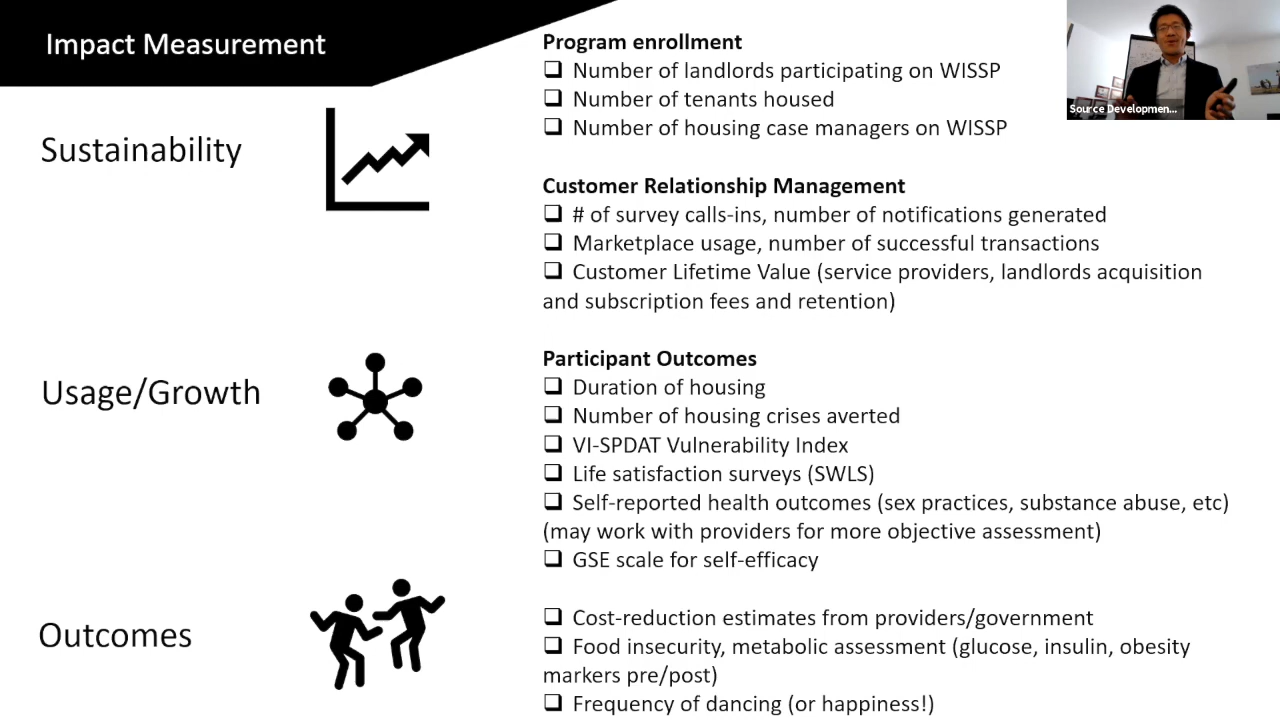 Impact Measurement
Sustainability
Usage/Growth
Outcomes
Program enrollment
❑ Number of landlords participating on WISSP
❑ Number of tenants housed
❑ Number of housing case managers on WISSP
Customer Relationship Management
❑ # of survey calls-ins, number of notifications generated
❑ Marketplace usage, number of successful transactions
❑ Customer Lifetime Value (service providers, landlords acquisition
and subscription fees and retention)
Participant Outcomes
❑ Duration of housing
❑ Number of housing crises averted
❑ VI-SPDAT Vulnerability Index
❑ Life satisfaction surveys (SWLS)
❑ Self-reported health outcomes (sex practices, substance abuse, etc)
(may work with providers for more objective assessment)
❑ GSE scale for self-efficacy
❑ Cost-reduction estimates from providers/government
❑ Food insecurity, metabolic assessment (glucose, insulin, obesity
markers pre/post)
❑ Frequency of dancing (or happiness!)
Source Developmen...